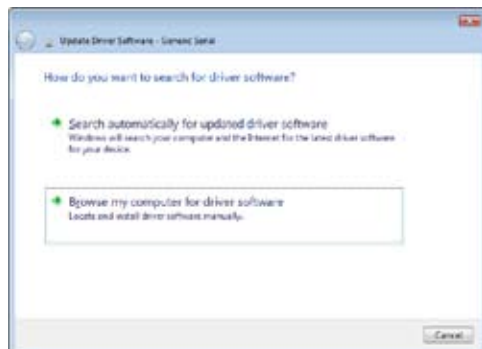 Update Driver Software - Generic Serial
How do you want to search for driver software?
Search automatically for updated driver software
Windows will search your computer and the Internet for the latest driver software
for your device.
Browse my computer for driver software
Locate and install driver software manually.
Cancel